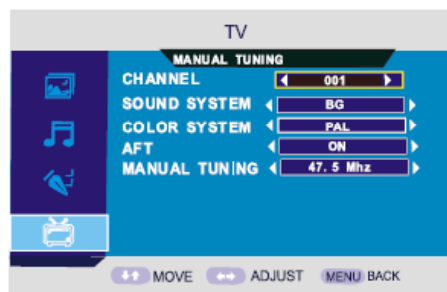 TV
MANUAL TUNING
CHANNEL 001
SOUND SYSTEM BG
COLOR SYSTEM PAL
AFT ON
MANUAL TUNING 47.5 Mhz
MOVE ADJUST MENU BACK